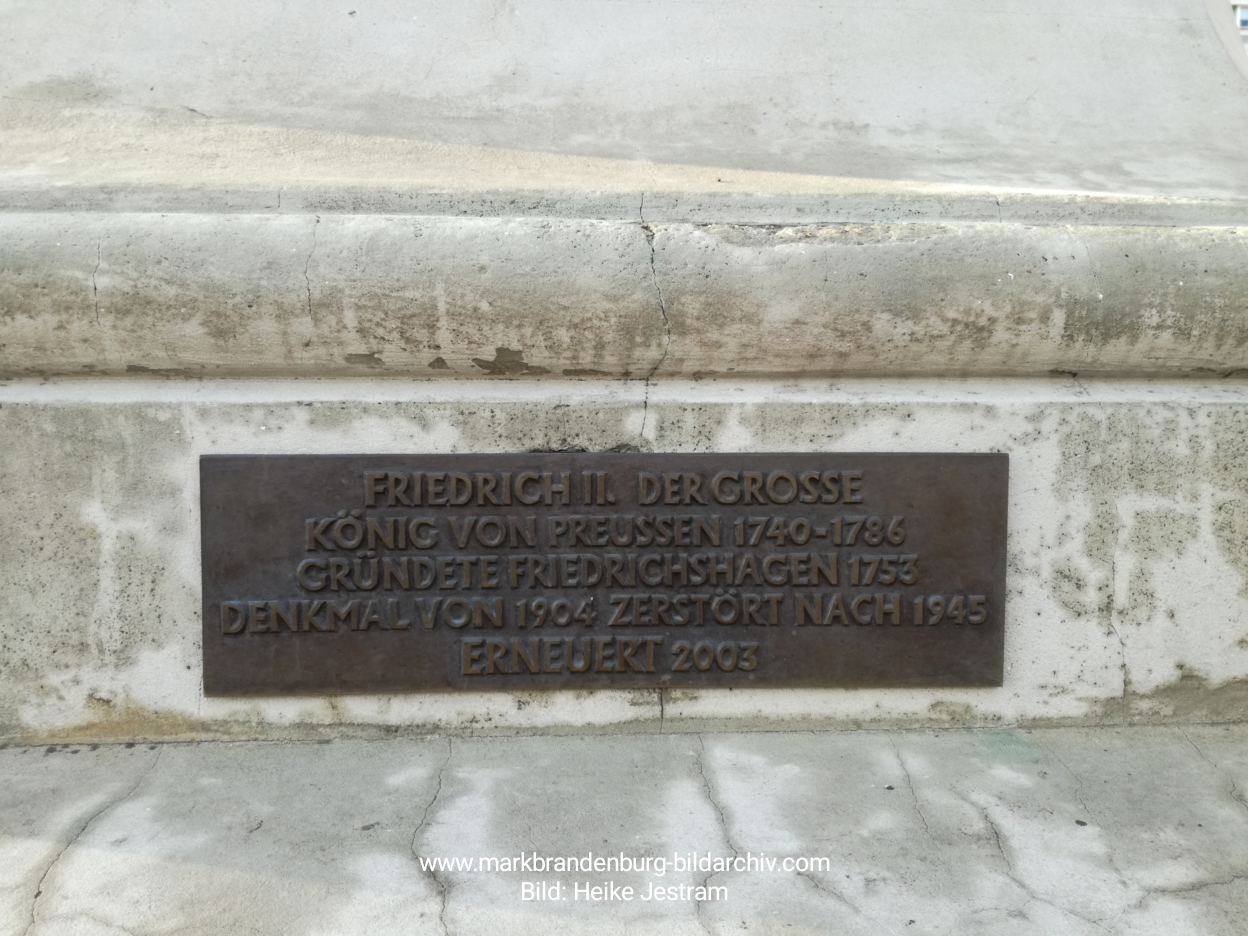 FRIEDRICH II. DER GROSSE
KÖNIG VON PREUSSEN 1740-1786
GRÜNDETE FRIEDRICHSHAGEN 1753
DENKMAL VON 1904 ZERSTÖRT NACH 1945
ERNEUERT 2003
www.markbrandenburg-bildarchiv.com
Bild: Heike Jestram